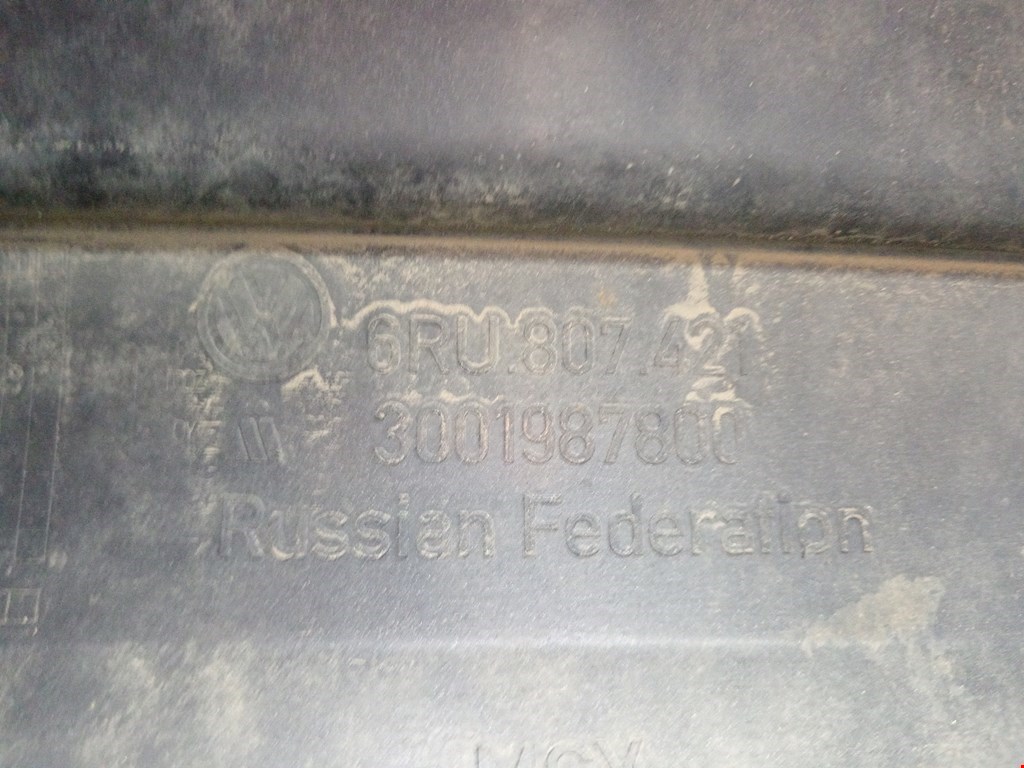 6RU.807.421
3001987800
Russian Federation